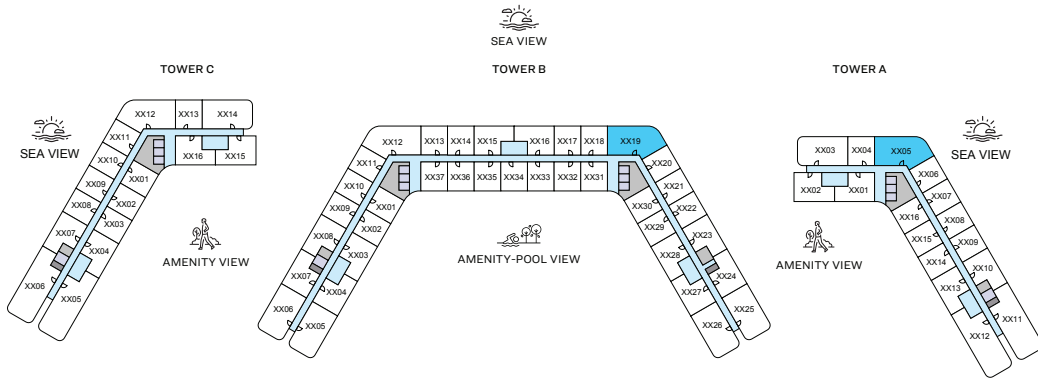 SEA VIEW
TOWER C
TOWER B
TOWER A
XX12
XX13
XX14
XX11
XX10
XX09
XX08
XX07
XX06
XX05
XX04
XX03
XX02
XX01
XX16
XX15
SEA VIEW
AMENITY VIEW
XX12
XX13
XX14
XX15
XX16
XX17
XX18
XX19
XX11
XX10
XX09
XX08
XX07
XX06
XX05
XX04
XX03
XX02
XX01
XX37
XX36
XX35
XX34
XX33
XX32
XX31
XX20
XX21
XX22
XX23
XX24
XX25
XX26
XX27
XX28
XX29
XX30
AMENITY-POOL VIEW
XX03
XX04
XX05
XX02
XX01
XX06
XX07
XX08
XX09
XX10
XX11
XX12
XX13
XX14
XX15
XX16
SEA VIEW
AMENITY VIEW